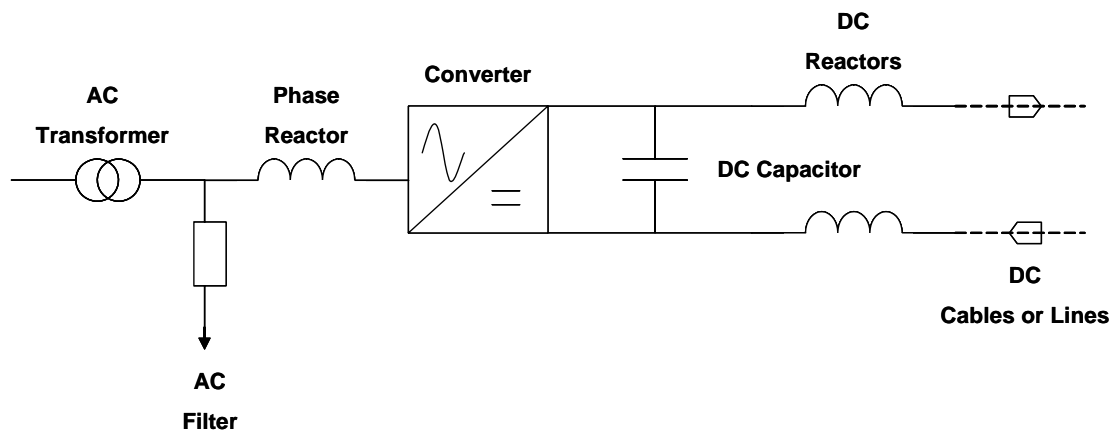 DC
Reactors
Converter
AC
Transformer
Phase
Reactor
DC Capacitor
DC
Cables or Lines
AC
Filter